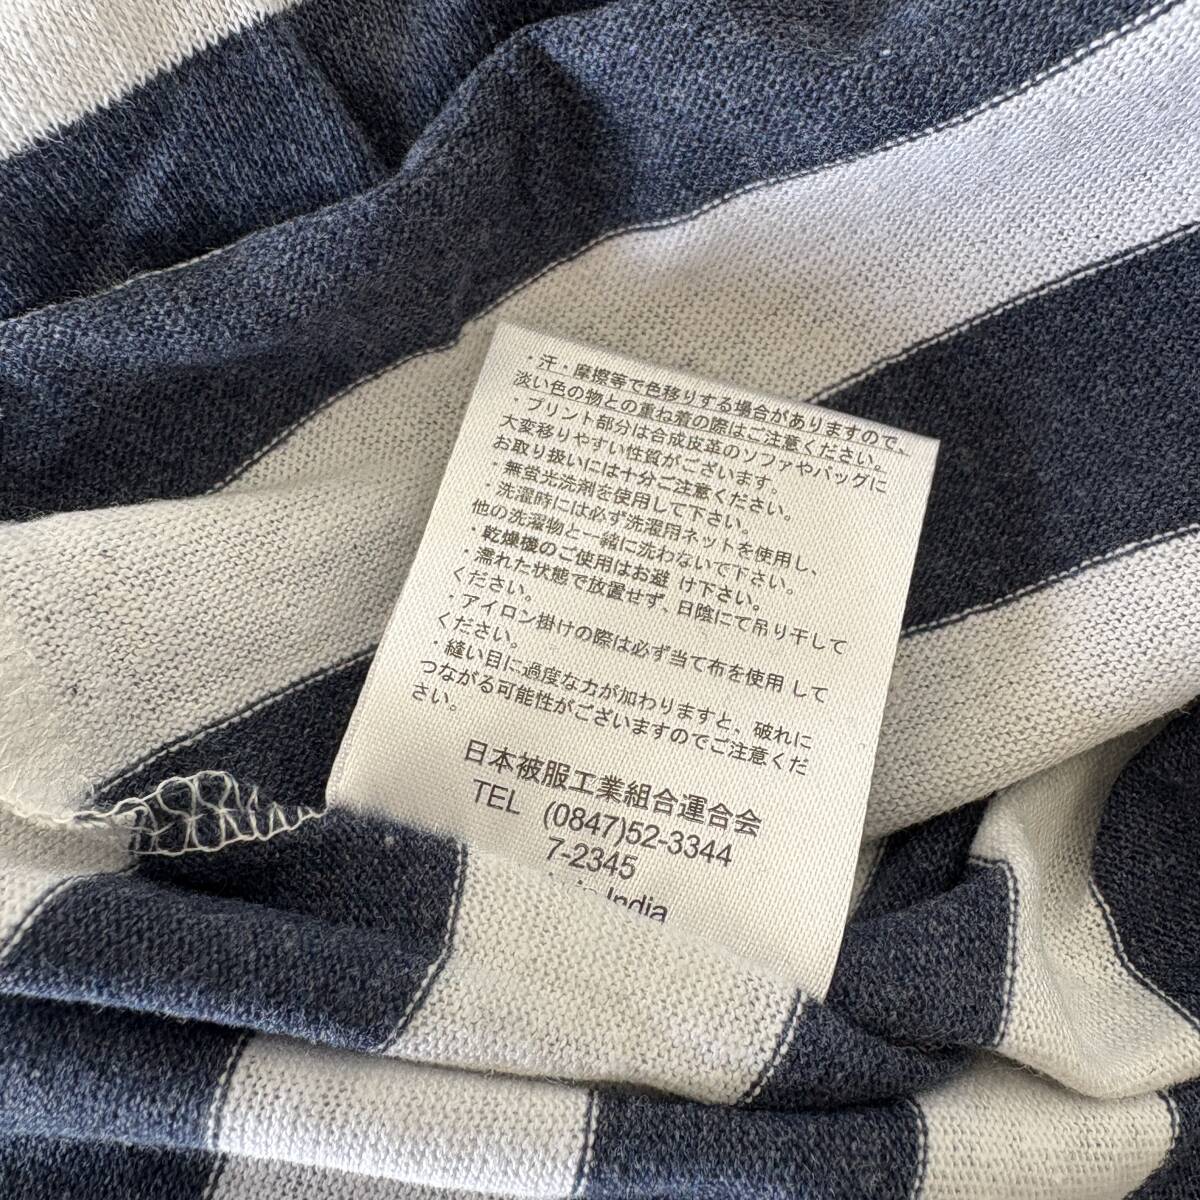 ・汗・摩擦等で色移りする場合がありますので、
淡い色の物との重ね着の際はご注意ください。
・プリント部分は合成皮革のソファやバッグに
大変移りやすい性質がございます。
お取り扱いには十分ご注意ください。
・無蛍光洗剤を使用して下さい。
・洗濯時には必ず洗濯用ネットを使用し、
他の洗濯物と一緒に洗わないで下さい。
・乾燥機のご使用はお避 け下さい。
・濡れた状態で放置せず、日陰にて吊り干して
ください。
・アイロン掛けの際は必ず当て布を使用 して
ください。
・縫い目に過度な力が加わりますと、破れに
つながる可能性がございますのでご注意くだ
さい。
日本被服工業組合連合会
TEL (0847)52-3344
7-2345
India